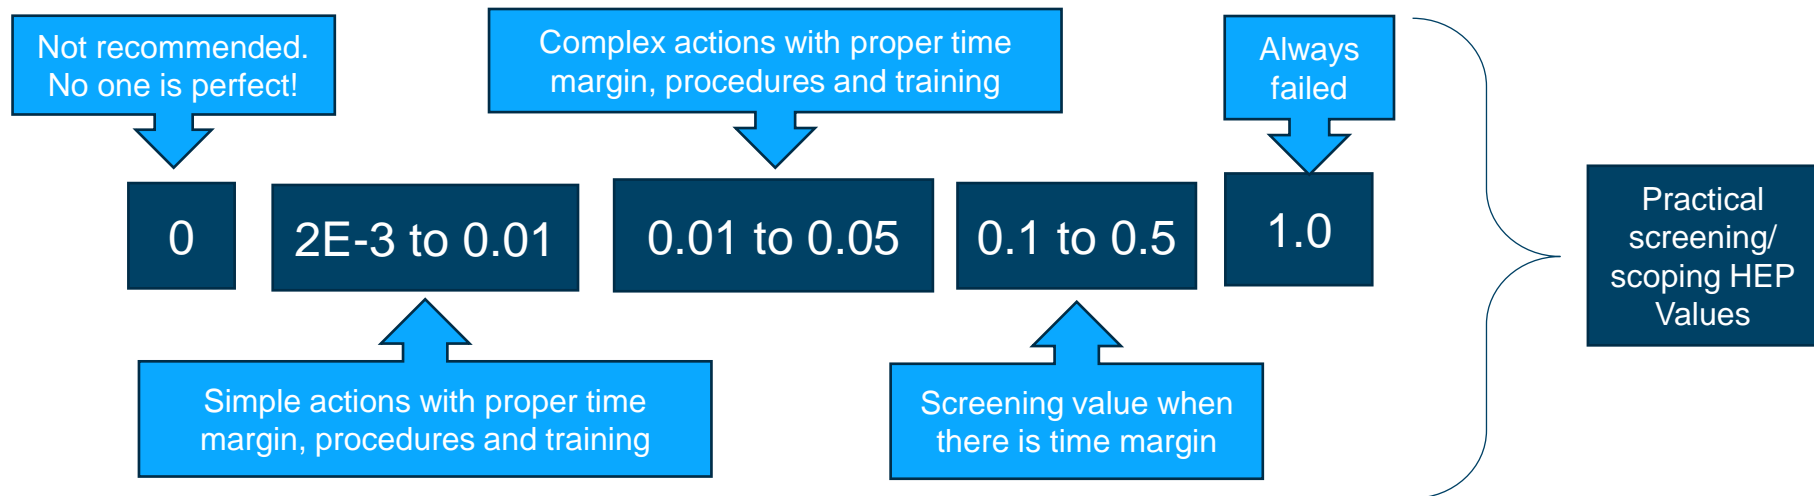 Not recommended.
No one is perfect!
Complex actions with proper time
margin, procedures and training
Always
failed
0
2E-3 to 0.01
0.01 to 0.05
0.1 to 0.5
1.0
Practical
screening/
scoping HEP
Values
Simple actions with proper time
margin, procedures and training
Screening value when
there is time margin